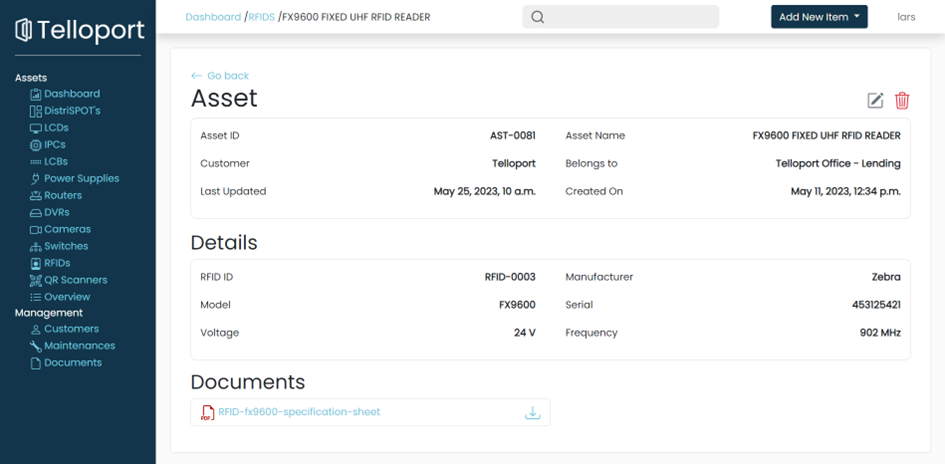 Telloport
Dashboard /RFIDS /FX9600 FIXED UHF RFID READER
Add New Item
lars
Assets
Dashboard
DistriSPOT's
LCDs
IPCs
LCBs
Power Supplies
Routers
DVRs
Cameras
Switches
RFIDs
QR Scanners
Overview
Management
Customers
Maintenances
Documents
← Go back
Asset
Asset ID AST-0081 Asset Name FX9600 FIXED UHF RFID READER
Customer Telloport Belongs to Telloport Office - Lending
Last Updated May 25, 2023, 10 a.m. Created On May 11, 2023, 12:34 p.m.
Details
RFID ID RFID-0003 Manufacturer Zebra
Model FX9600 Serial 453125421
Voltage 24 V Frequency 902 MHz
Documents
PDF RFID-fx9600-specification-sheet